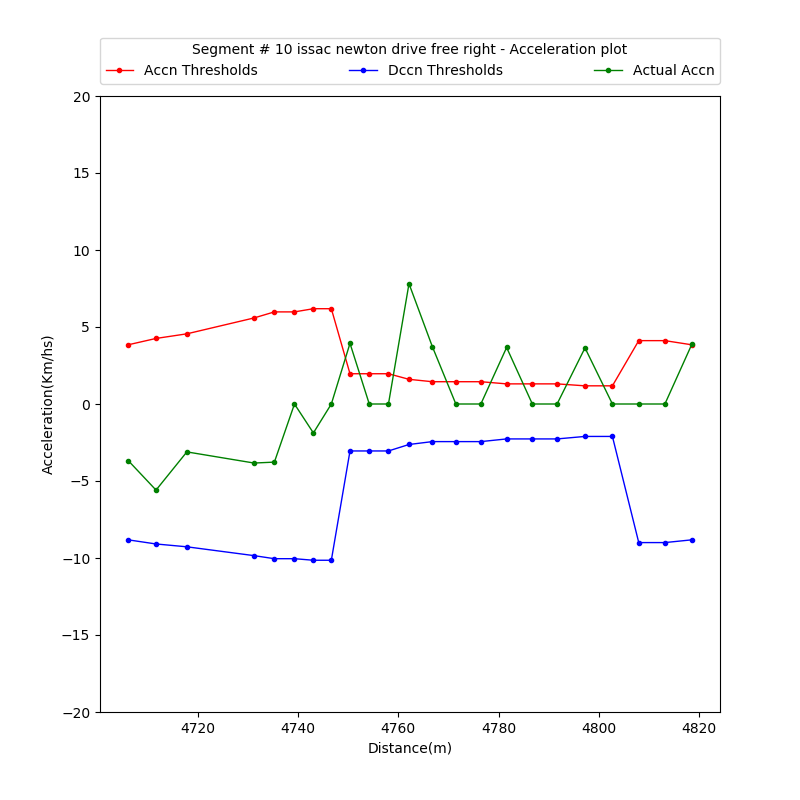 Segment # 10 issac newton drive free right - Acceleration plot
Accn Thresholds Dccn Thresholds Actual Accn
20
15
10
5
0
−5
−10
−15
−20
Acceleration(Km/hs)
4720 4740 4760 4780 4800 4820
Distance(m)